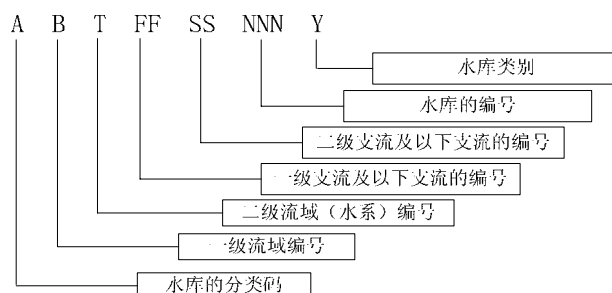 A B T FF SS NNN Y
水库类别
水库的编号
二级支流及以下支流的编号
一级支流及以下支流的编号
二级流域（水系）编号
一级流域编号
水库的分类码